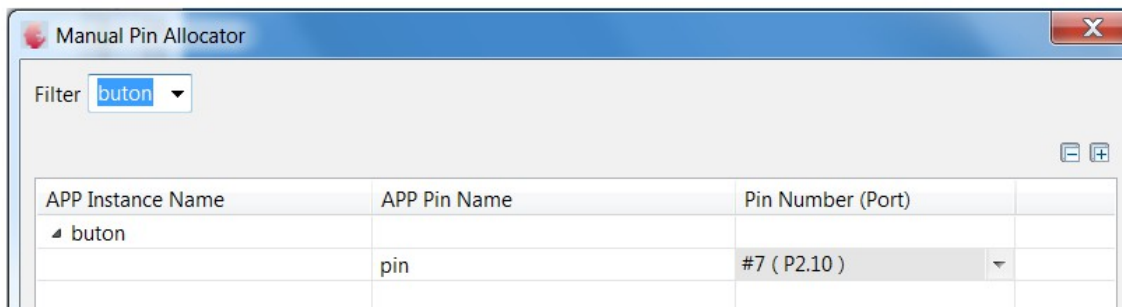 Manual Pin Allocator
Filter buton
APP Instance Name APP Pin Name Pin Number (Port)
buton
pin #7 ( P2.10 )